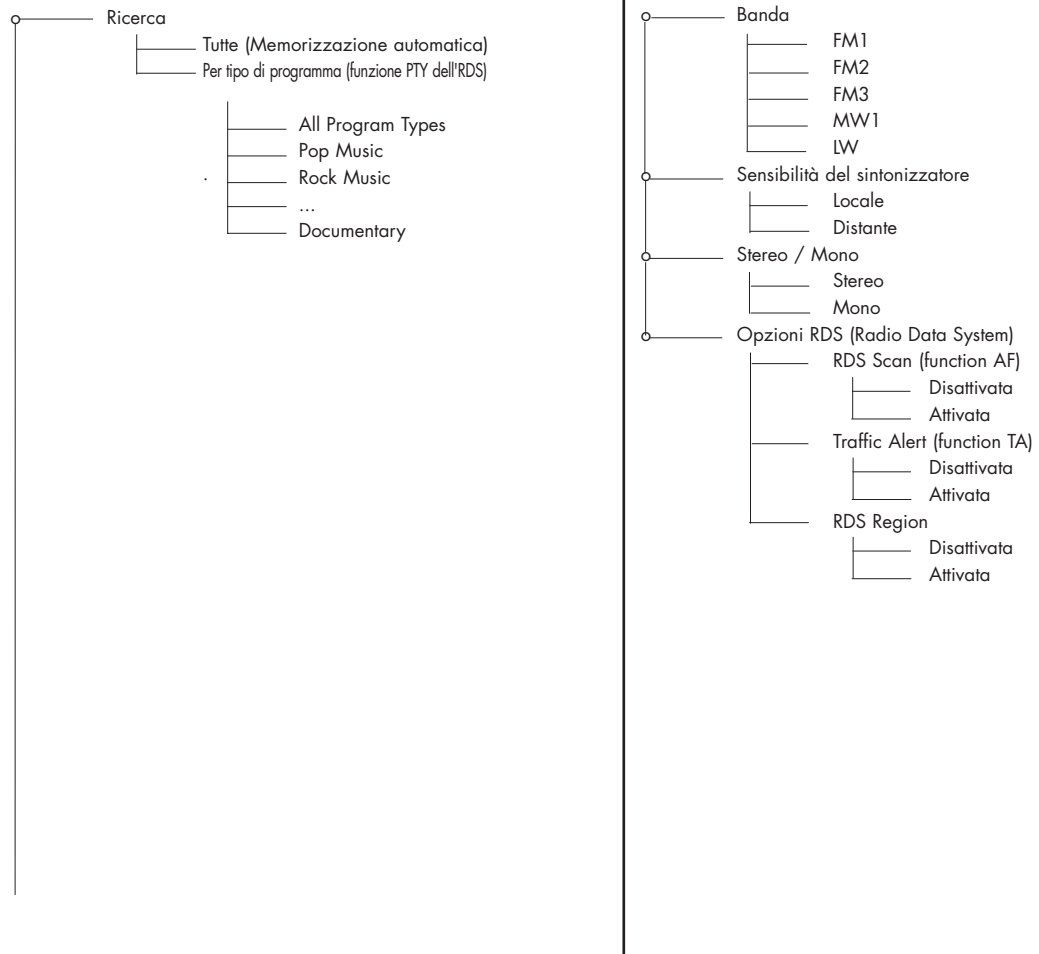 Ricerca
Tutte (Memorizzazione automatica)
Per tipo di programma (funzione PTY dell'RDS)
All Program Types
Pop Music
Rock Music
...
Documentary
Banda
FM1
FM2
FM3
MW1
LW
Sensibilità del sintonizzatore
Locale
Distante
Stereo / Mono
Stereo
Mono
Opzioni RDS (Radio Data System)
RDS Scan (function AF)
Disattivata
Attivata
Traffic Alert (function TA)
Disattivata
Attivata
RDS Region
Disattivata
Attivata